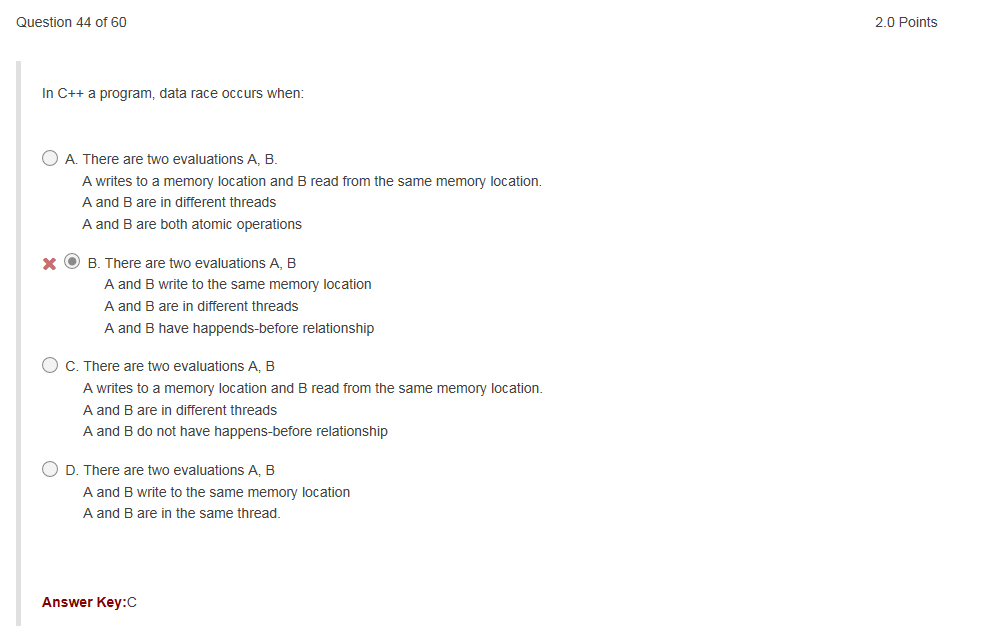 Question 44 of 60
2.0 Points
In C++ a program, data race occurs when:
A. There are two evaluations A, B.
A writes to a memory location and B read from the same memory location.
A and B are in different threads
A and B are both atomic operations
B. There are two evaluations A, B
A and B write to the same memory location
A and B are in different threads
A and B have happends-before relationship
C. There are two evaluations A, B
A writes to a memory location and B read from the same memory location.
A and B are in different threads
A and B do not have happens-before relationship
D. There are two evaluations A, B
A and B write to the same memory location
A and B are in the same thread.
Answer Key:C